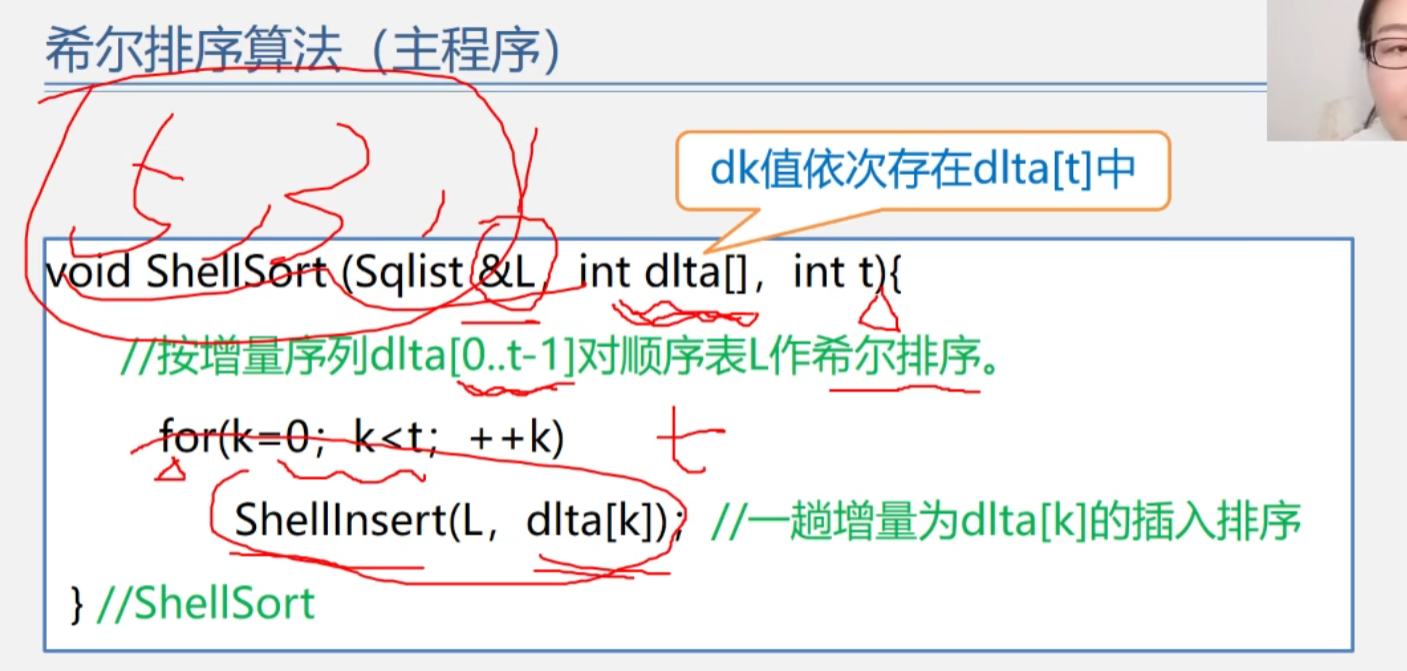 希尔排序算法（主程序）
5,3,1
dk值依次存在dlta[t]中
void ShellSort (Sqlist &L, int dlta[], int t){
//按增量序列dlta[0..t-1]对顺序表L作希尔排序。
for(k=0; k<t; ++k)
t
ShellInsert(L, dlta[k]); //一趟增量为dlta[k]的插入排序
} //ShellSort